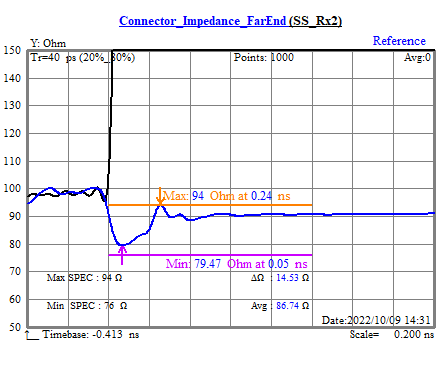 Connector_Impedance_FarEnd (SS_Rx2)
Y: Ohm Reference
150 Tr=40 ps (20%_80%) Points: 1000 Avg:0
140
130
120
110
100
Max: 94 Ohm at 0.24 ns
90
80
Min: 79.47 Ohm at 0.05 ns
70
Max SPEC : 94 Ω ΔΩ : 14.53 Ω
60
Min SPEC : 76 Ω Avg : 86.74 Ω
Date:2022/10/09 14:31
50
Timebase: -0.413 ns Scale= 0.200 ns